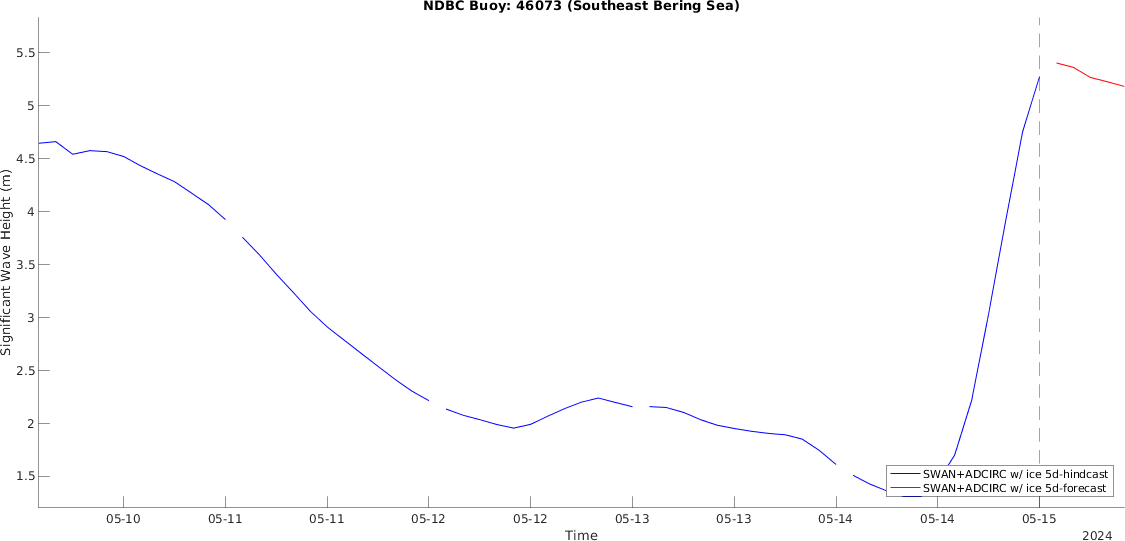 NDBC Buoy: 46073 (Southeast Bering Sea)
Significant Wave Height (m)
5.5
5
4.5
4
3.5
3
2.5
2
1.5
SWAN+ADCIRC w/ ice 5d-hindcast
SWAN+ADCIRC w/ ice 5d-forecast
05-10 05-11 05-11 05-12 05-12 05-13 05-13 05-14 05-14 05-15
Time
2024